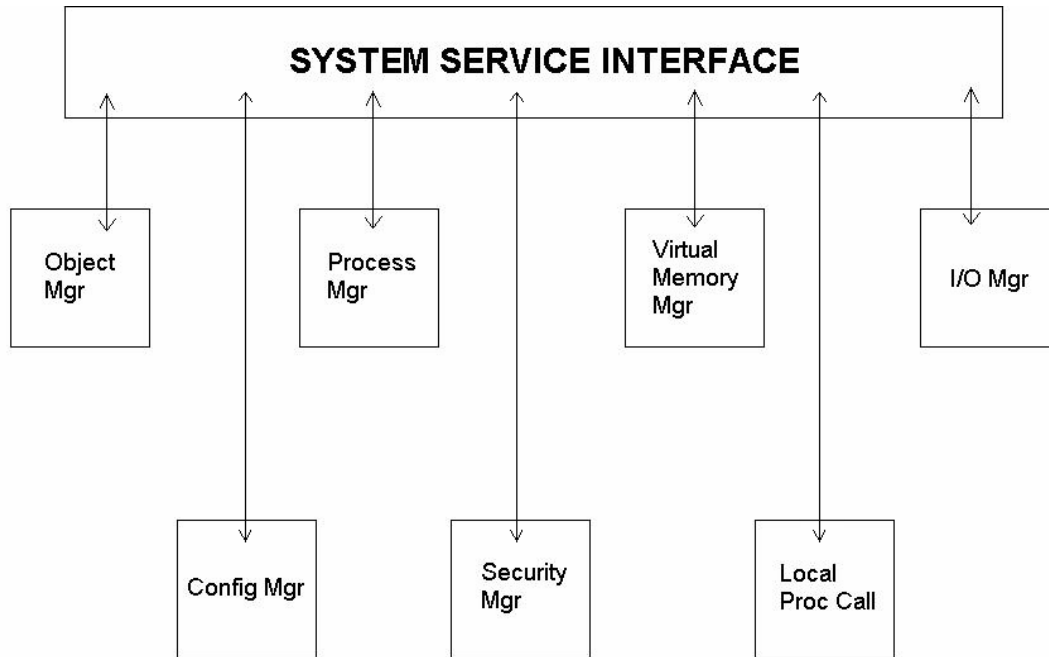 SYSTEM SERVICE INTERFACE
Object
Mgr
Process
Mgr
Virtual
Memory
Mgr
I/O Mgr
Config Mgr
Security
Mgr
Local
Proc Call